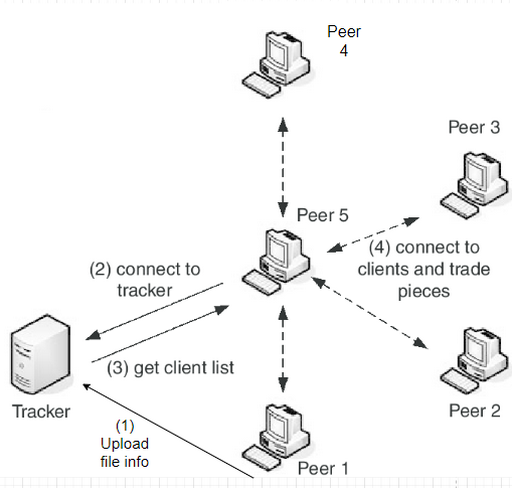 Peer
4
Peer 3
Peer 5
(4) connect to
clients and trade
pieces
(2) connect to
tracker
(3) get client list
Tracker
Peer 2
(1)
Upload
file info
Peer 1